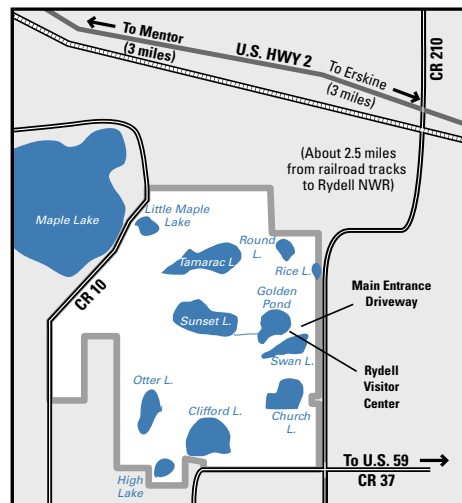 To Mentor
(3 miles)
U.S. HWY 2
To Erskine
(3 miles)
CR 210
(About 2.5 miles
from railroad tracks
to Rydell NWR)
Maple Lake
Little Maple
Lake
Round
L.
Tamarac L.
Rice L.
CR 10
Golden
Pond
Main Entrance
Driveway
Sunset L.
Swan L.
Rydell
Visitor
Center
Otter L.
Clifford L.
Church
L.
High
Lake
To U.S. 59
CR 37